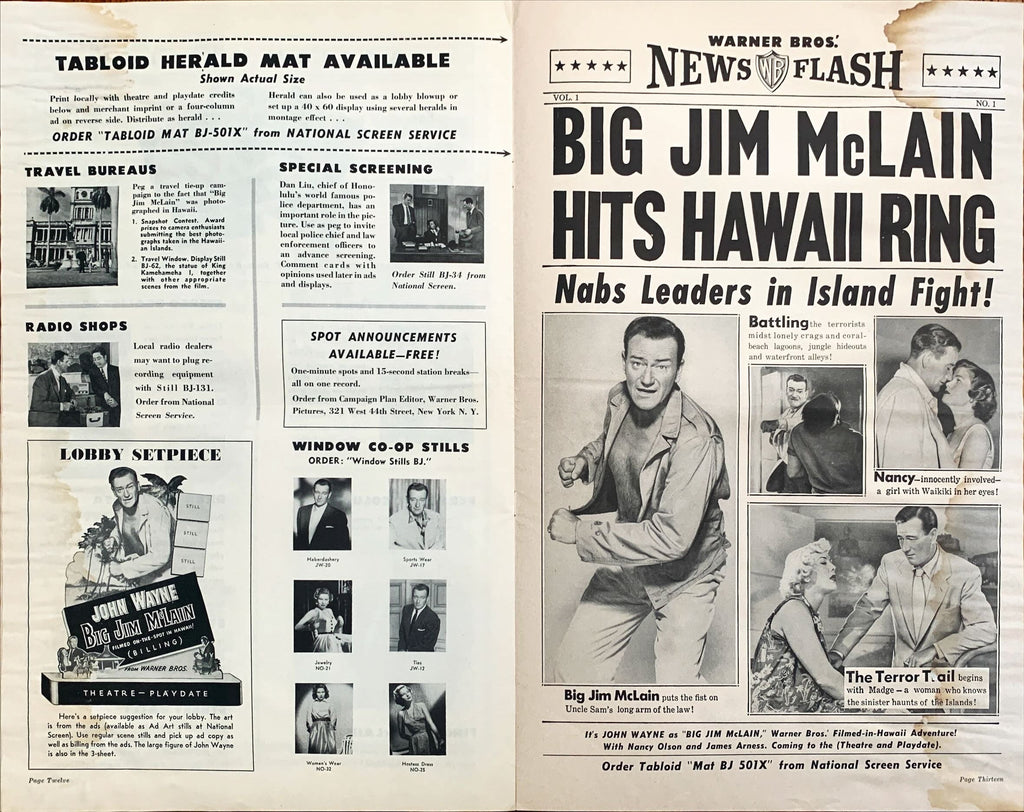 TABLOID HERALD MAT AVAILABLE
Shown Actual Size
Print locally with theatre and playdate credits
below and merchant imprint or a four-column
ad on reverse side. Distribute as herald . . .
Herald can also be used as a lobby blowup or
set up a 40 x 60 display using several heralds in
montage effect . . .
ORDER "TABLOID MAT BJ-501X" from NATIONAL SCREEN SERVICE
TRAVEL BUREAUS
Peg a travel tie-up cam-
paign to the fact that "Big
Jim McLain" was photo-
graphed in Hawaii.
1. Snapshot Contest. Award
prizes to camera enthusiasts
submitting the best photo-
graphs taken in the Hawaii-
an Islands.
2. Travel Window. Display Still
BJ-62, the statue of King
Kamehameha I, together
with other appropriate
scenes from the film.
SPECIAL SCREENING
Dan Liu, chief of Hono-
lulu's world famous po-
lice department, has an
important role in the pic-
ture. Use as peg to invite
local police chief and law
enforcement officers to
an advance screening.
Comment cards with
opinions used later in ads
and displays.
Order Still BJ-34 from
National Screen.
RADIO SHOPS
Local radio dealers
may want to plug re-
cording equipment
with Still BJ-131.
Order from National
Screen Service.
SPOT ANNOUNCEMENTS
AVAILABLE—FREE!
One-minute spots and 15-second station breaks—
all on one record.
Order from Campaign Plan Editor, Warner Bros.
Pictures, 321 West 44th Street, New York N. Y.
LOBBY SETPIECE
STILL
STILL
STILL
JOHN WAYNE
BIG JIM McLAIN
FILMED ON-THE-SPOT IN HAWAII!
(BILLING)
FROM WARNER BROS.
THEATRE—PLAYDATE
Here's a setpiece suggestion for your lobby. The art
is from the ads (available as Ad Art stills at National
Screen). Use regular scene stills and pick up ad copy as
well as billing from the ads. The large figure of John Wayne
is also in the 3-sheet.
WINDOW CO-OP STILLS
ORDER: "Window Stills BJ."
Haberdashery
JW-20
Sports Wear
JW-17
Jewelry
NO-21
Ties
JW-12
Women's Wear
NO-32
Hostess Dress
NO-25
Page Twelve
WARNER BROS.'
NEWS WB FLASH
VOL. 1
NO. 1
BIG JIM McLAIN
HITS HAWAII RING
Nabs Leaders in Island Fight!
Battling the terrorists
midst lonely crags and coral-
beach lagoons, jungle hideouts
and waterfront alleys!
Nancy—innocently involved—
a girl with Waikiki in her eyes!
Big Jim McLain puts the fist on
Uncle Sam's long arm of the law!
The Terror Trail begins
with Madge—a woman who knows
the sinister haunts of the Islands!
It's JOHN WAYNE as "BIG JIM McLAIN," Warner Bros.' Filmed-in-Hawaii Adventure!
With Nancy Olson and James Arness. Coming to the (Theatre and Playdate).
Order Tabloid "Mat BJ 501X" from National Screen Service
Page Thirteen